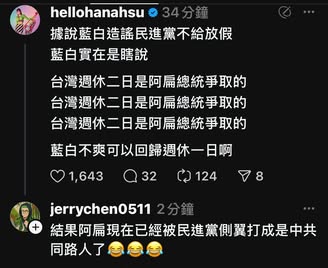 hellohanahsu 34分鐘
據說藍白造謠民進黨不給放假
藍白實在是瞎說
台灣週休二日是阿扁總統爭取的
台灣週休二日是阿扁總統爭取的
台灣週休二日是阿扁總統爭取的
藍白不爽可以回歸週休一日啊
1,643 32 124 8
jerrychen0511 2分鐘
結果阿扁現在已經被民進黨側翼打成是中共
同路人了😂😂😂